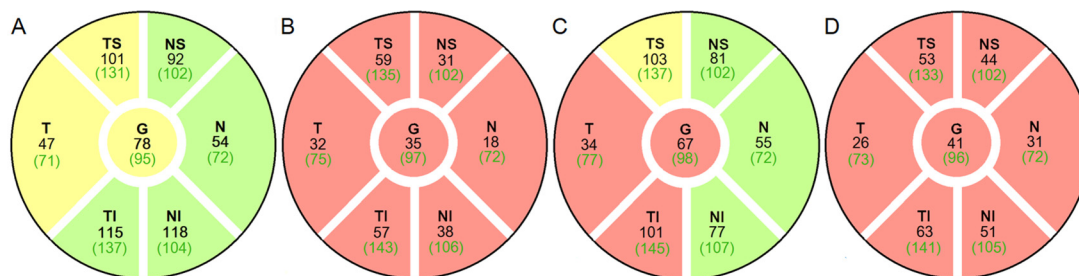 A
TS
101
(131)
NS
92
(102)
T
47
(71)
G
78
(95)
N
54
(72)
TI
115
(137)
NI
118
(104)
B
TS
59
(135)
NS
31
(102)
T
32
(75)
G
35
(97)
N
18
(72)
TI
57
(143)
NI
38
(106)
C
TS
103
(137)
NS
81
(102)
T
34
(77)
G
67
(98)
N
55
(72)
TI
101
(145)
NI
77
(107)
D
TS
53
(133)
NS
44
(102)
T
26
(73)
G
41
(96)
N
31
(72)
TI
63
(141)
NI
51
(105)